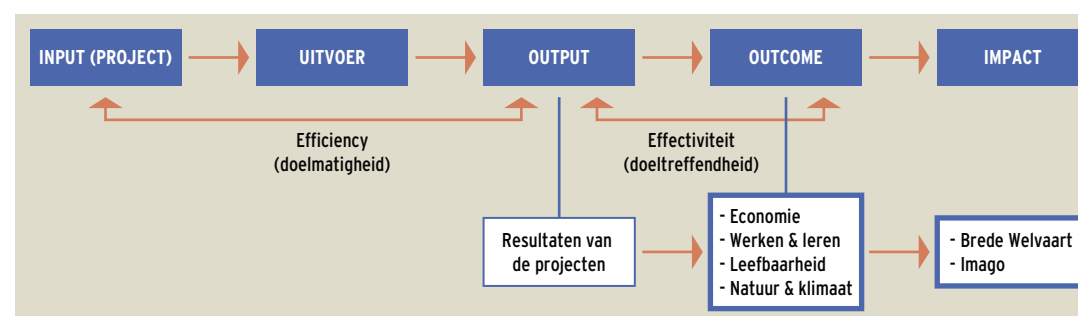 INPUT (PROJECT)
UITVOER
OUTPUT
OUTCOME
IMPACT
Efficiency
(doelmatigheid)
Effectiviteit
(doeltreffendheid)
Resultaten van
de projecten
- Economie
- Werken & leren
- Leefbaarheid
- Natuur & klimaat
- Brede Welvaart
- Imago